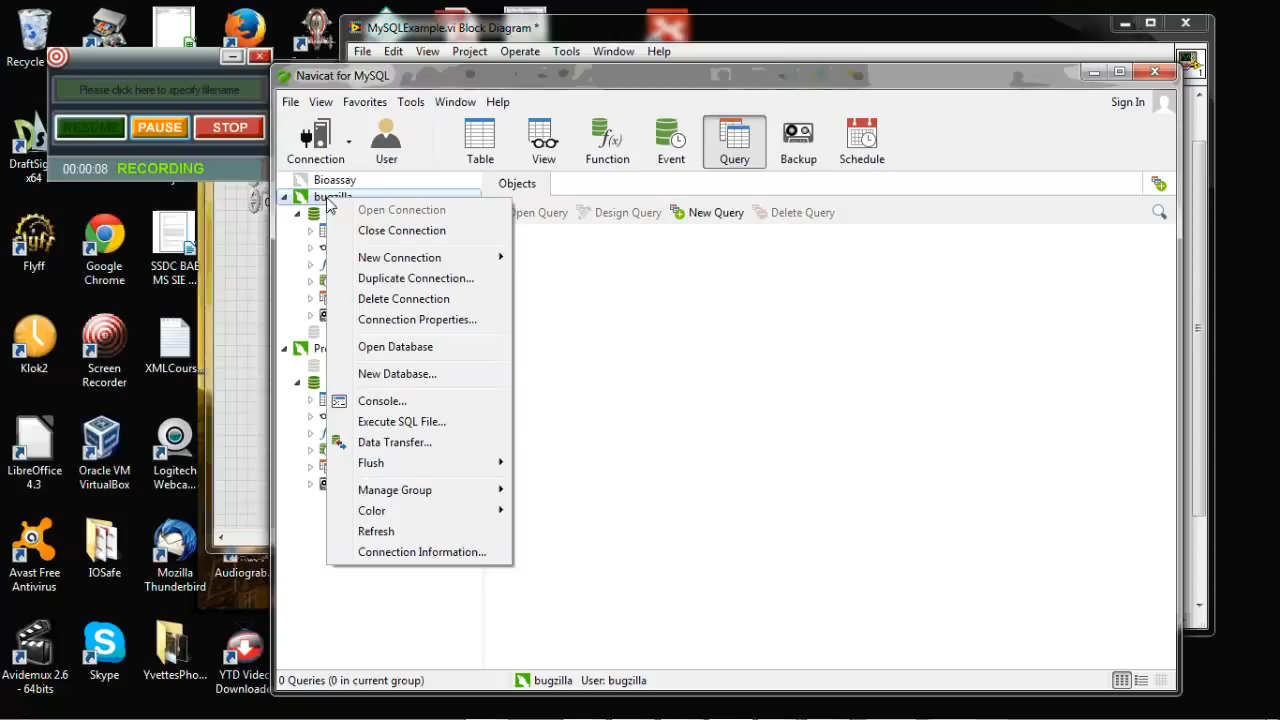 Recycle
MySQLExample.vi Block Diagram *
File Edit View Project Operate Tools Window Help
Please click here to specify filename
RESUME PAUSE STOP
00:00:08 RECORDING
Navicat for MySQL
File View Favorites Tools Window Help
Sign In
Connection User Table View Function Event Query Backup Schedule
Bioassay
bugzilla
Objects
Open Query Design Query New Query Delete Query
Open Connection
Close Connection
New Connection
Duplicate Connection...
Delete Connection
Connection Properties...
Open Database
New Database...
Console...
Execute SQL File...
Data Transfer...
Flush
Manage Group
Color
Refresh
Connection Information...
Pr
DraftSig
x64
Flyff
Google
Chrome
SSDC BAE
MS SIE
Klok2
Screen
Recorder
XMLCours...
LibreOffice
4.3
Oracle VM
VirtualBox
Logitech
Webca...
Avast Free
Antivirus
IOSafe
Mozilla
Thunderbird
Audiograb
Avidemux 2.6
- 64bits
Skype
YvettesPho...
YTD Video
Downloade
0 Queries (0 in current group)
bugzilla User: bugzilla
1